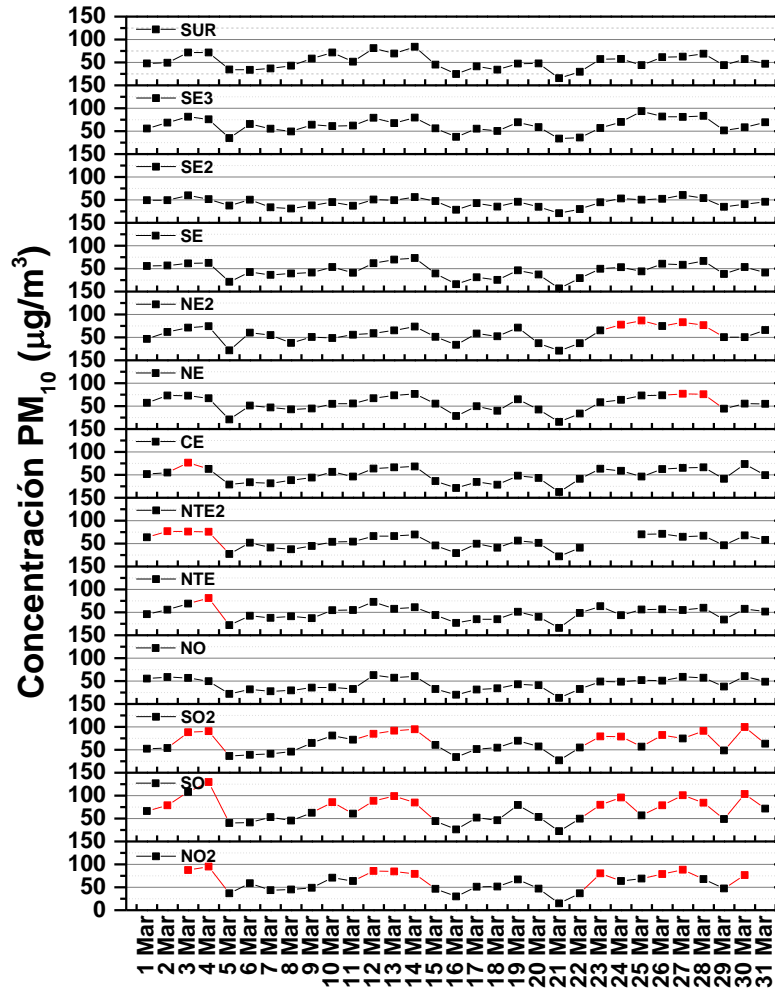 Concentración PM10 (μg/m3)
150
100
SUR
50
150
100
SE3
50
150
100
SE2
50
150
100
SE
50
150
100
NE2
50
150
100
NE
50
150
100
CE
50
150
100
NTE2
50
150
100
NTE
50
150
100
NO
50
150
100
SO2
50
150
100
SO
50
150
100
NO2
50
0
1 Mar
2 Mar
3 Mar
4 Mar
5 Mar
6 Mar
7 Mar
8 Mar
9 Mar
10 Mar
11 Mar
12 Mar
13 Mar
14 Mar
15 Mar
16 Mar
17 Mar
18 Mar
19 Mar
20 Mar
21 Mar
22 Mar
23 Mar
24 Mar
25 Mar
26 Mar
27 Mar
28 Mar
29 Mar
30 Mar
31 Mar